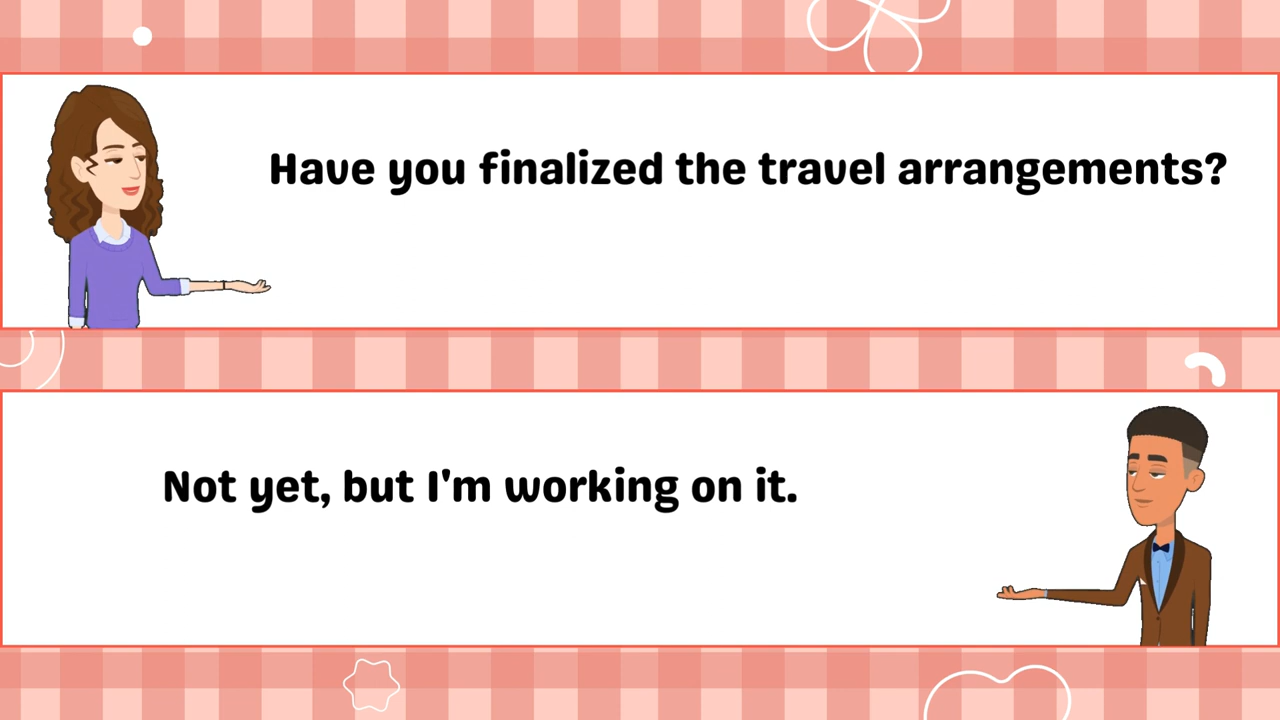 Have you finalized the travel arrangements?
Not yet, but I'm working on it.